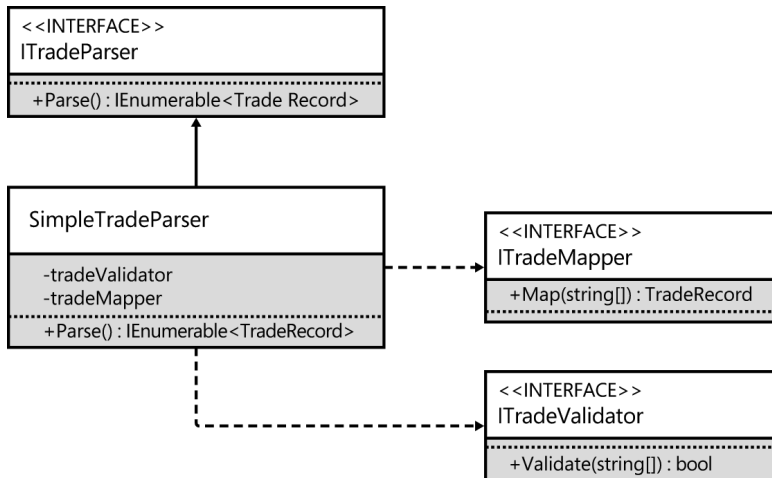 <<INTERFACE>>
ITradeParser
+Parse() : IEnumerable<Trade Record>
SimpleTradeParser
-tradeValidator
-tradeMapper
+Parse() : IEnumerable<TradeRecord>
<<INTERFACE>>
ITradeMapper
+Map(string[]) : TradeRecord
<<INTERFACE>>
ITradeValidator
+Validate(string[]) : bool